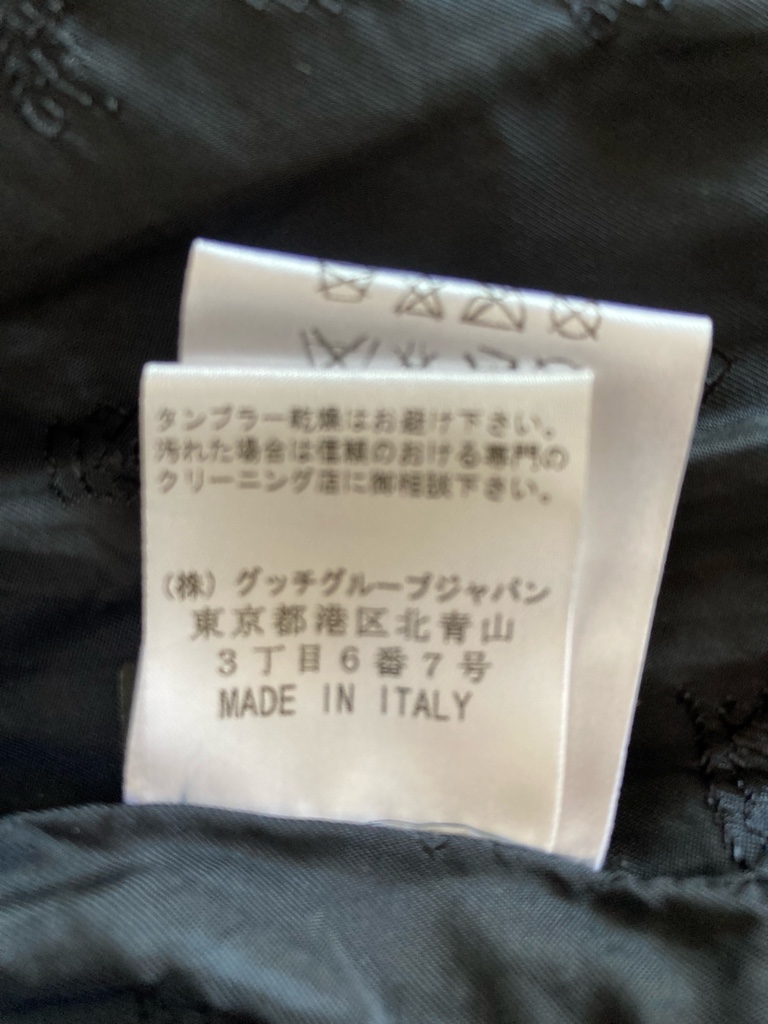 タンブラー乾燥はお避け下さい。
汚れた場合は信頼のおける専門の
クリーニング店に御相談下さい。
(株) グッチグループジャパン
東京都港区北青山
3丁目6番7号
MADE IN ITALY